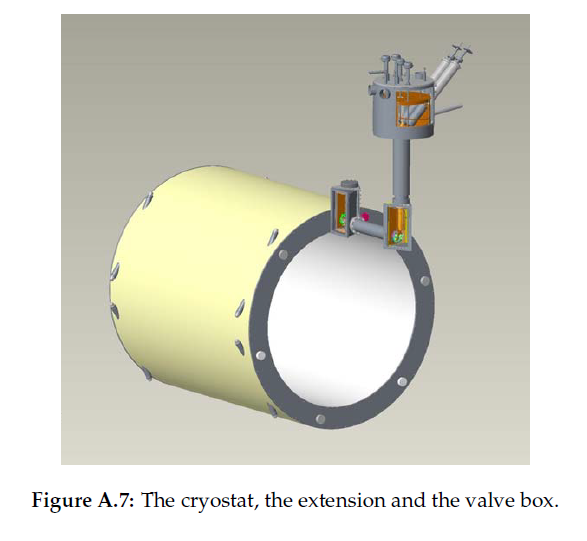 Figure A.7: The cryostat, the extension and the valve box.